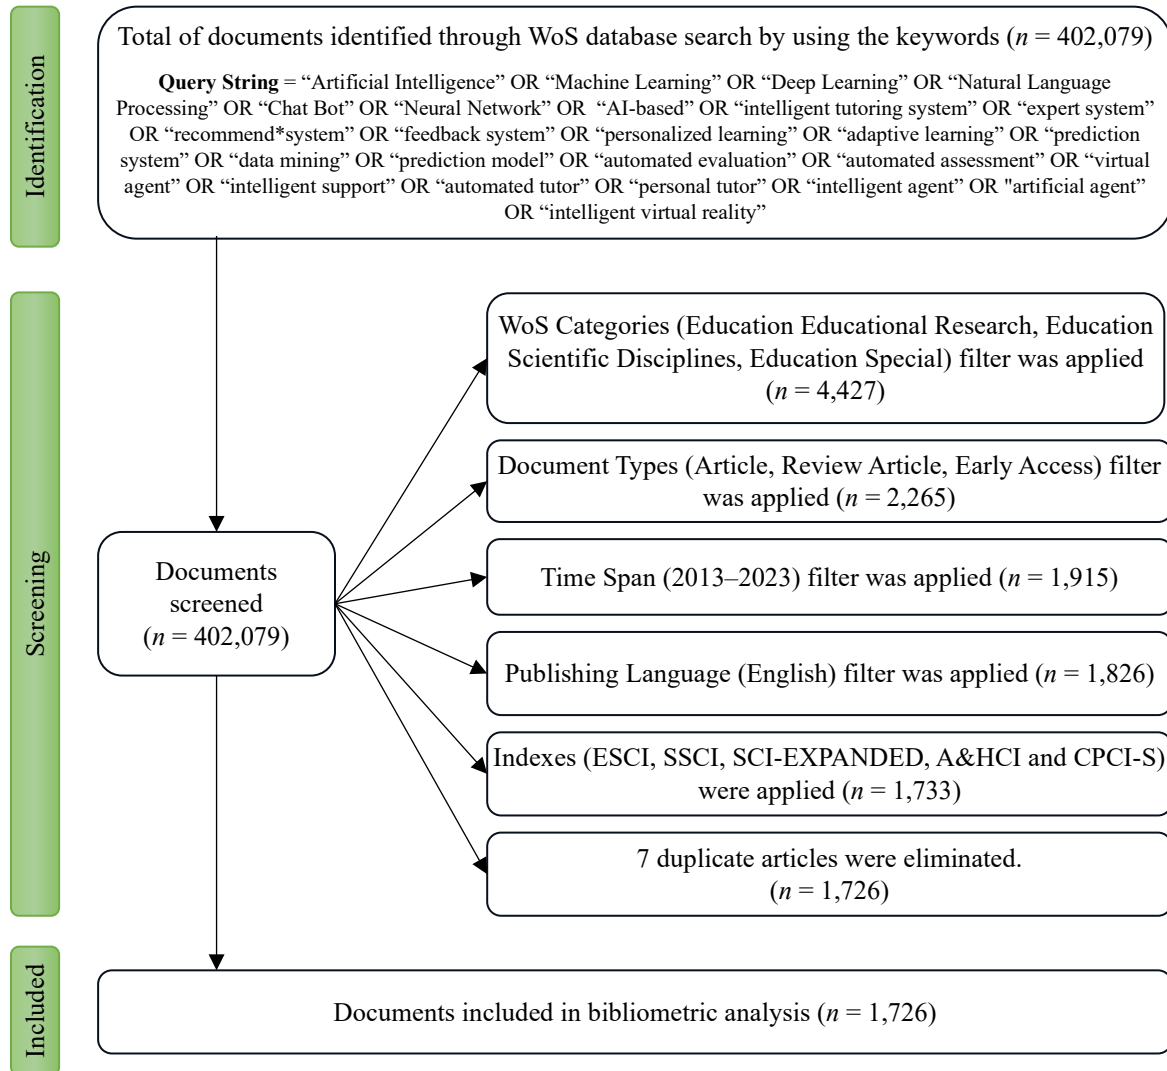 Identification
Total of documents identified through WoS database search by using the keywords (n = 402,079)
Query String = “Artificial Intelligence” OR “Machine Learning” OR “Deep Learning” OR “Natural Language
Processing” OR “Chat Bot” OR “Neural Network” OR “AI-based” OR “intelligent tutoring system” OR “expert system”
OR “recommend*system” OR “feedback system” OR “personalized learning” OR “adaptive learning” OR “prediction
system” OR “data mining” OR “prediction model” OR “automated evaluation” OR “automated assessment” OR “virtual
agent” OR “intelligent support” OR “automated tutor” OR “personal tutor” OR “intelligent agent” OR "artificial agent”
OR “intelligent virtual reality”
Screening
Documents
screened
(n = 402,079)
WoS Categories (Education Educational Research, Education
Scientific Disciplines, Education Special) filter was applied
(n = 4,427)
Document Types (Article, Review Article, Early Access) filter
was applied (n = 2,265)
Time Span (2013–2023) filter was applied (n = 1,915)
Publishing Language (English) filter was applied (n = 1,826)
Indexes (ESCI, SSCI, SCI-EXPANDED, A&HCI and CPCI-S)
were applied (n = 1,733)
7 duplicate articles were eliminated.
(n = 1,726)
Included
Documents included in bibliometric analysis (n = 1,726)